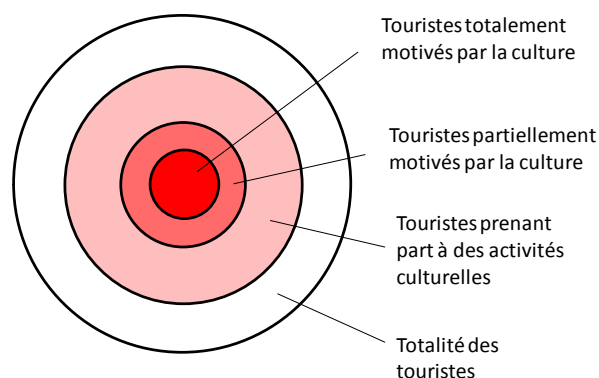 Touristes totalement
motivés par la culture
Touristes partiellement
motivés par la culture
Touristes prenant
part à des activités
culturelles
Totalité des
touristes